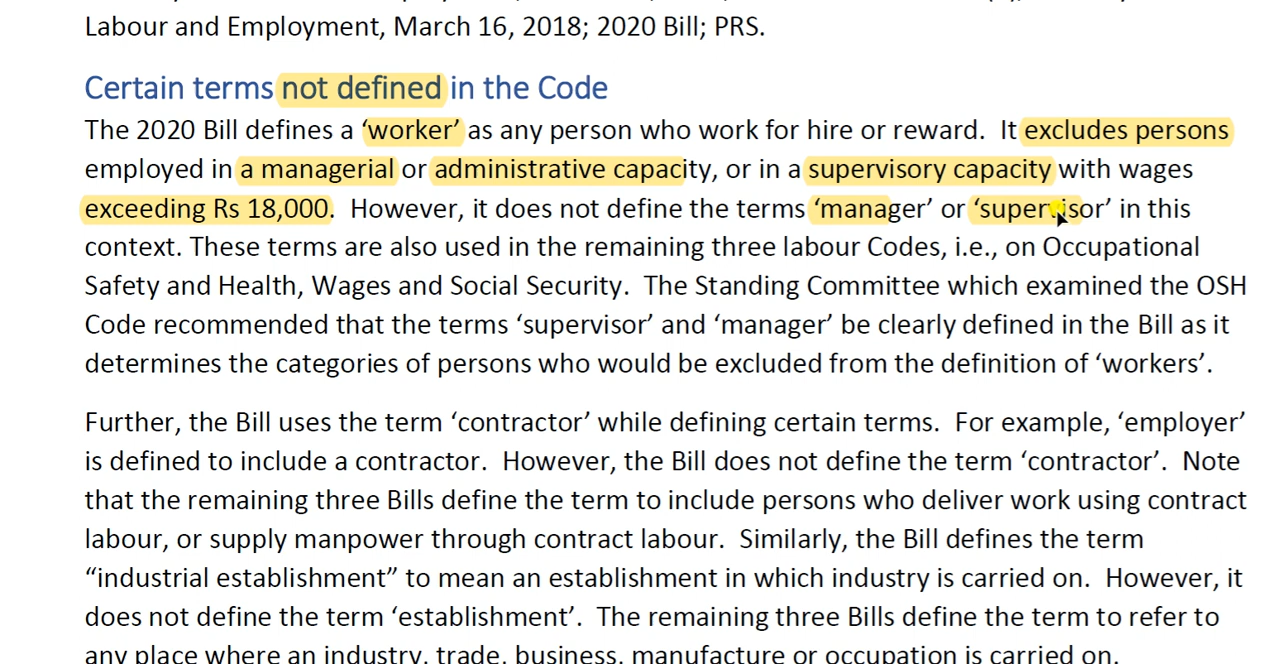 Labour and Employment, March 16, 2018; 2020 Bill; PRS.
Certain terms not defined in the Code
The 2020 Bill defines a ‘worker’ as any person who work for hire or reward.  It excludes persons
employed in a managerial or administrative capacity, or in a supervisory capacity with wages
exceeding Rs 18,000.  However, it does not define the terms ‘manager’ or ‘supervisor’ in this
context. These terms are also used in the remaining three labour Codes, i.e., on Occupational
Safety and Health, Wages and Social Security.  The Standing Committee which examined the OSH
Code recommended that the terms ‘supervisor’ and ‘manager’ be clearly defined in the Bill as it
determines the categories of persons who would be excluded from the definition of ‘workers’.
Further, the Bill uses the term ‘contractor’ while defining certain terms.  For example, ‘employer’
is defined to include a contractor.  However, the Bill does not define the term ‘contractor’.  Note
that the remaining three Bills define the term to include persons who deliver work using contract
labour, or supply manpower through contract labour.  Similarly, the Bill defines the term
“industrial establishment” to mean an establishment in which industry is carried on.  However, it
does not define the term ‘establishment’.  The remaining three Bills define the term to refer to
any place where an industry, trade, business, manufacture or occupation is carried on.